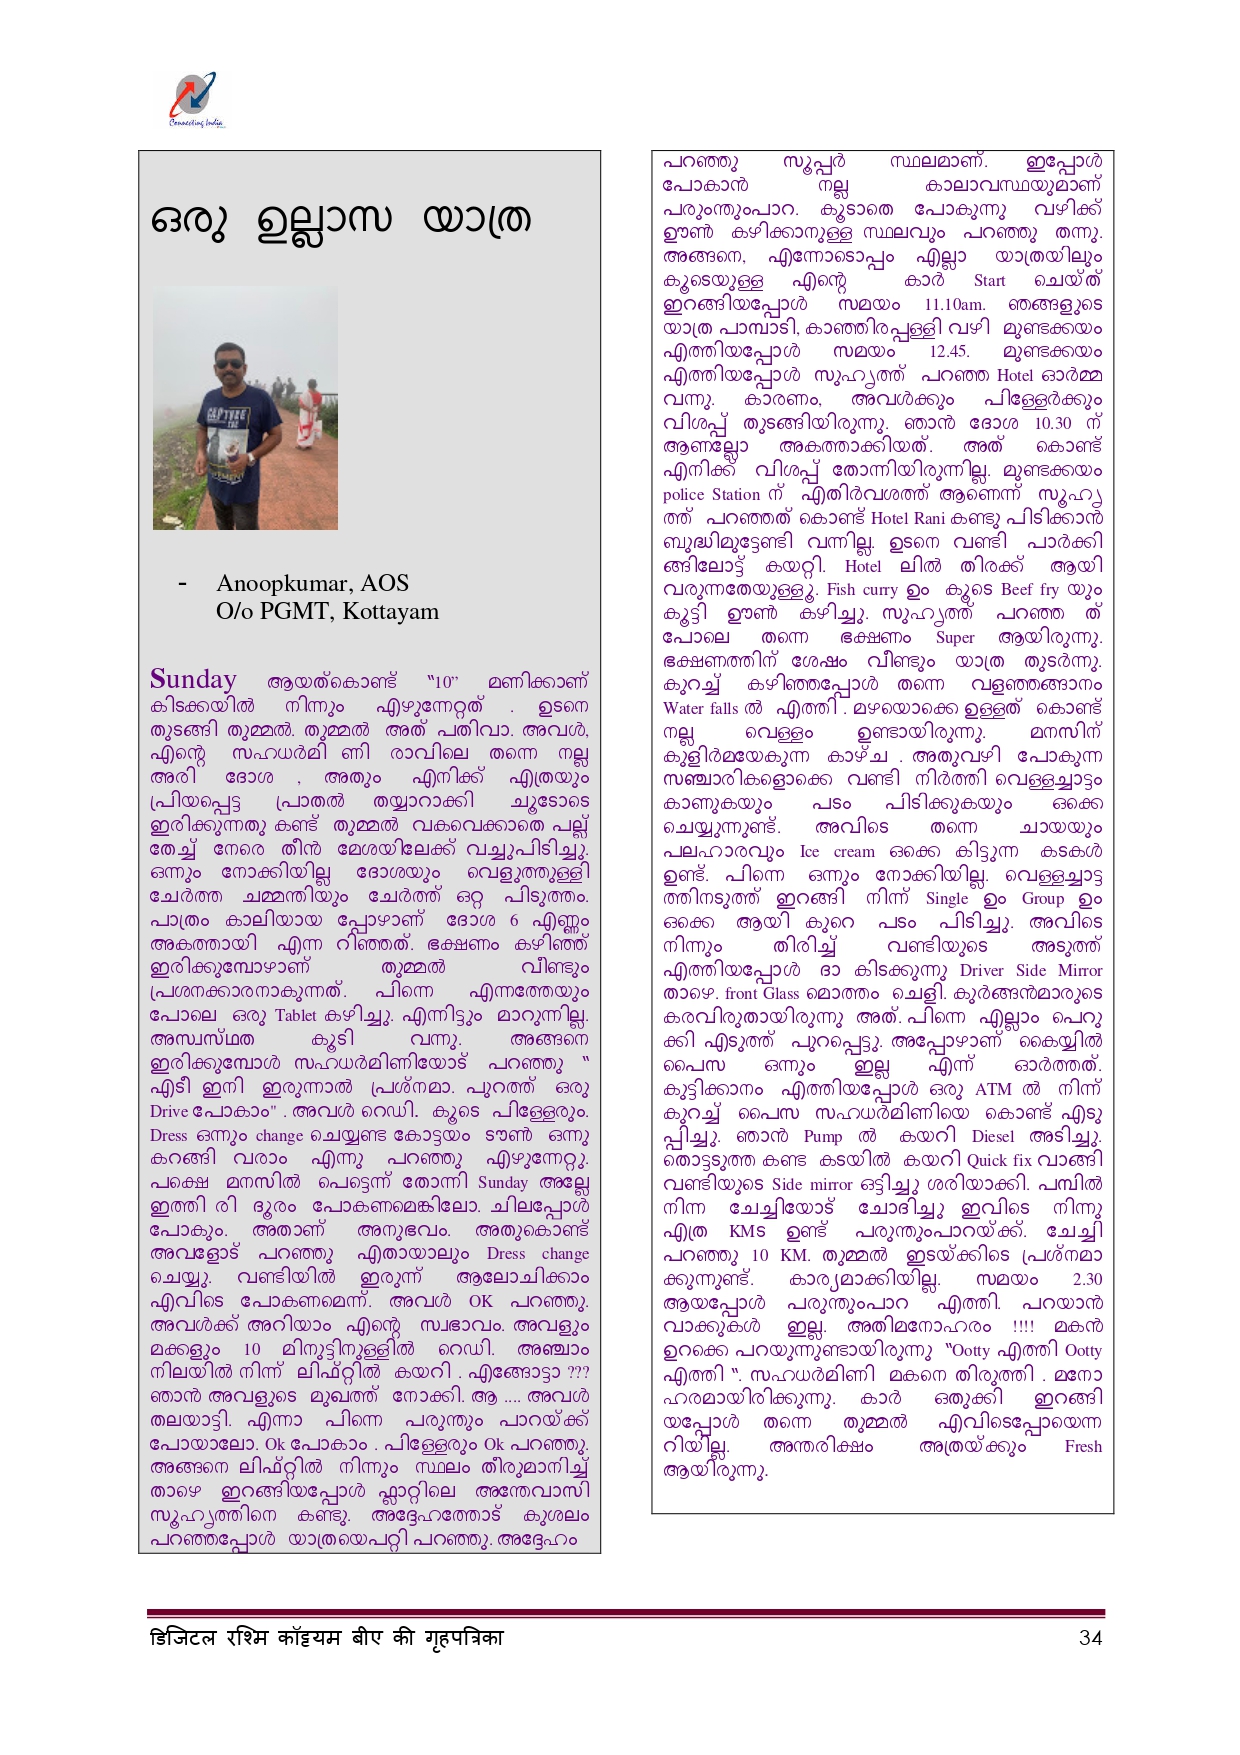 Connecting India
ഒരു ഉല്ലാസ യാത്ര
- Anoopkumar, AOS
O/o PGMT, Kottayam
Sunday ആയത്കൊണ്ട് “10” മണിക്കാണ്
കിടക്കയിൽ നിന്നും എഴുന്നേറ്റത് . ഉടനെ
തുടങ്ങി തുമ്മൽ. തുമ്മൽ അത് പതിവാ. അവൾ,
എന്റെ സഹധർമി ണി രാവിലെ തന്നെ നല്ല
അരി ദോശ , അതും എനിക്ക് എത്രയും
പ്രിയപ്പെട്ട പ്രാതൽ തയ്യാറാക്കി ചൂടോടെ
ഇരിക്കുന്നതു കണ്ട് തുമ്മൽ വകവെക്കാതെ പല്ല്
തേച്ച് നേരെ തീൻ മേശയിലേക്ക് വച്ചുപിടിച്ചു.
ഒന്നും നോക്കിയില്ല ദോശയും വെളുത്തുള്ളി
ചേർത്ത ചമ്മന്തിയും ചേർത്ത് ഒറ്റ പിടുത്തം.
പാത്രം കാലിയായ പ്പോഴാണ് ദോശ 6 എണ്ണം
അകത്തായി എന്ന റിഞ്ഞത്. ഭക്ഷണം കഴിഞ്ഞ്
ഇരിക്കുമ്പോഴാണ് തുമ്മൽ വീണ്ടും
പ്രശനക്കാരനാകുന്നത്. പിന്നെ എന്നത്തേയും
പോലെ ഒരു Tablet കഴിച്ചു. എന്നിട്ടും മാറുന്നില്ല.
അസ്വസ്ഥത കൂടി വന്നു. അങ്ങനെ
ഇരിക്കുമ്പോൾ സഹധർമിണിയോട് പറഞ്ഞു “
എടീ ഇനി ഇരുന്നാൽ പ്രശ്നമാ. പുറത്ത് ഒരു
Drive പോകാം" . അവൾ റെഡി. കൂടെ പിള്ളേരും.
Dress ഒന്നും change ചെയ്യണ്ട കോട്ടയം ടൗൺ ഒന്നു
കറങ്ങി വരാം എന്നു പറഞ്ഞു എഴുന്നേറ്റു.
പക്ഷെ മനസിൽ പെട്ടെന്ന് തോന്നി Sunday അല്ലേ
ഇത്തി രി ദൂരം പോകണമെങ്കിലോ. ചിലപ്പോൾ
പോകും. അതാണ് അനുഭവം. അതുകൊണ്ട്
അവളോട് പറഞ്ഞു ഏതായാലും Dress change
ചെയ്യു. വണ്ടിയിൽ ഇരുന്ന് ആലോചിക്കാം
എവിടെ പോകണമെന്ന്. അവൾ OK പറഞ്ഞു.
അവൾക്ക് അറിയാം എന്റെ സ്വഭാവം. അവളും
മക്കളും 10 മിനുട്ടിനുള്ളിൽ റെഡി. അഞ്ചാം
നിലയിൽ നിന്ന് ലിഫ്റ്റിൽ കയറി . എങ്ങോട്ടാ ???
ഞാൻ അവളുടെ മുഖത്ത് നോക്കി. ആ .... അവൾ
തലയാട്ടി. എന്നാ പിന്നെ പരുന്തും പാറയ്ക്ക്
പോയാലോ. Ok പോകാം . പിള്ളേരും Ok പറഞ്ഞു.
അങ്ങനെ ലിഫ്റ്റിൽ നിന്നും സ്ഥലം തീരുമാനിച്ച്
താഴെ ഇറങ്ങിയപ്പോൾ ഫ്ലാറ്റിലെ അന്തേവാസി
സൂഹൃത്തിനെ കണ്ടു. അദ്ദേഹത്തോട് കുശലം
പറഞ്ഞപ്പോൾ യാത്രയെപറ്റി പറഞ്ഞു. അദ്ദേഹം
പറഞ്ഞു സൂപ്പർ സ്ഥലമാണ്. ഇപ്പോൾ
പോകാൻ നല്ല കാലാവസ്ഥയുമാണ്
പരുംന്തുംപാറ. കൂടാതെ പോകുന്നു വഴിക്ക്
ഊൺ കഴിക്കാനുള്ള സ്ഥലവും പറഞ്ഞു തന്നു.
അങ്ങനെ, എന്നോടൊപ്പം എല്ലാ യാത്രയിലും
കൂടെയുള്ള എന്റെ കാർ Start ചെയ്ത്
ഇറങ്ങിയപ്പോൾ സമയം 11.10am. ഞങ്ങളുടെ
യാത്ര പാമ്പാടി, കാഞ്ഞിരപ്പള്ളി വഴി മുണ്ടക്കയം
എത്തിയപ്പോൾ സമയം 12.45. മുണ്ടക്കയം
എത്തിയപ്പോൾ സുഹൃത്ത് പറഞ്ഞ Hotel ഓർമ്മ
വന്നു. കാരണം, അവൾക്കും പിള്ളേർക്കും
വിശപ്പ് തുടങ്ങിയിരുന്നു. ഞാൻ ദോശ 10.30 ന്
ആണല്ലോ അകത്താക്കിയത്. അത് കൊണ്ട്
എനിക്ക് വിശപ്പ് തോന്നിയിരുന്നില്ല. മുണ്ടക്കയം
police Station ന് എതിർവശത്ത് ആണെന്ന് സൂഹൃ
ത്ത് പറഞ്ഞത് കൊണ്ട് Hotel Rani കണ്ടു പിടിക്കാൻ
ബുദ്ധിമുട്ടേണ്ടി വന്നില്ല. ഉടനെ വണ്ടി പാർക്കി
ങ്ങിലോട്ട് കയറ്റി. Hotel ലിൽ തിരക്ക് ആയി
വരുന്നതേയുള്ളൂ. Fish curry ഉം കൂടെ Beef fry യും
കൂട്ടി ഊൺ കഴിച്ചു. സുഹൃത്ത് പറഞ്ഞ ത്
പോലെ തന്നെ ഭക്ഷണം Super ആയിരുന്നു.
ഭക്ഷണത്തിന് ശേഷം വീണ്ടും യാത്ര തുടർന്നു.
കുറച്ച് കഴിഞ്ഞപ്പോൾ തന്നെ വളഞ്ഞങ്ങാനം
Water falls ൽ എത്തി . മഴയൊക്കെ ഉള്ളത് കൊണ്ട്
നല്ല വെള്ളം ഉണ്ടായിരുന്നു. മനസിന്
കുളിർമയേകുന്ന കാഴ്ച . അതുവഴി പോകുന്ന
സഞ്ചാരികളൊക്കെ വണ്ടി നിർത്തി വെള്ളച്ചാട്ടം
കാണുകയും പടം പിടിക്കുകയും ഒക്കെ
ചെയ്യുന്നുണ്ട്. അവിടെ തന്നെ ചായയും
പലഹാരവും Ice cream ഒക്കെ കിട്ടുന്ന കടകൾ
ഉണ്ട്. പിന്നെ ഒന്നും നോക്കിയില്ല. വെള്ളച്ചാട്ട
ത്തിനടുത്ത് ഇറങ്ങി നിന്ന് Single ഉം Group ഉം
ഒക്കെ ആയി കുറെ പടം പിടിച്ചു. അവിടെ
നിന്നും തിരിച്ച് വണ്ടിയുടെ അടുത്ത്
എത്തിയപ്പോൾ ദാ കിടക്കുന്നു Driver Side Mirror
താഴെ. front Glass മൊത്തം ചെളി. കുർങ്ങൻമാരുടെ
കരവിരുതായിരുന്നു അത്. പിന്നെ എല്ലാം പെറു
ക്കി എടുത്ത് പുറപ്പെട്ടു. അപ്പോഴാണ് കൈയ്യിൽ
പൈസ ഒന്നും ഇല്ല എന്ന് ഓർത്തത്.
കുട്ടിക്കാനം എത്തിയപ്പോൾ ഒരു ATM ൽ നിന്ന്
കുറച്ച് പൈസ സഹധർമിണിയെ കൊണ്ട് എടു
പ്പിച്ചു. ഞാൻ Pump ൽ കയറി Diesel അടിച്ചു.
തൊട്ടടുത്ത കണ്ട കടയിൽ കയറി Quick fix വാങ്ങി
വണ്ടിയുടെ Side mirror ഒട്ടിച്ചു ശരിയാക്കി. പമ്പിൽ
നിന്ന ചേച്ചിയോട് ചോദിച്ചു ഇവിടെ നിന്നു
എത്ര KMട ഉണ്ട് പരുന്തുംപാറയ്ക്ക്. ചേച്ചി
പറഞ്ഞു 10 KM. തുമ്മൽ ഇടയ്ക്കിടെ പ്രശ്നമാ
ക്കുന്നുണ്ട്. കാര്യമാക്കിയില്ല. സമയം 2.30
ആയപ്പോൾ പരുന്തുംപാറ എത്തി. പറയാൻ
വാക്കുകൾ ഇല്ല. അതിമനോഹരം !!!! മകൻ
ഉറക്കെ പറയുന്നുണ്ടായിരുന്നു “Ootty എത്തി Ootty
എത്തി “. സഹധർമിണി മകനെ തിരുത്തി . മനോ
ഹരമായിരിക്കുന്നു. കാർ ഒതുക്കി ഇറങ്ങി
യപ്പോൾ തന്നെ തുമ്മൽ എവിടെപ്പോയെന്ന
റിയില്ല. അന്തരിക്ഷം അത്രയ്ക്കും Fresh
ആയിരുന്നു.
डिजिटल रश्मि कॉट्टयम बीए की गृहपत्रिका 34